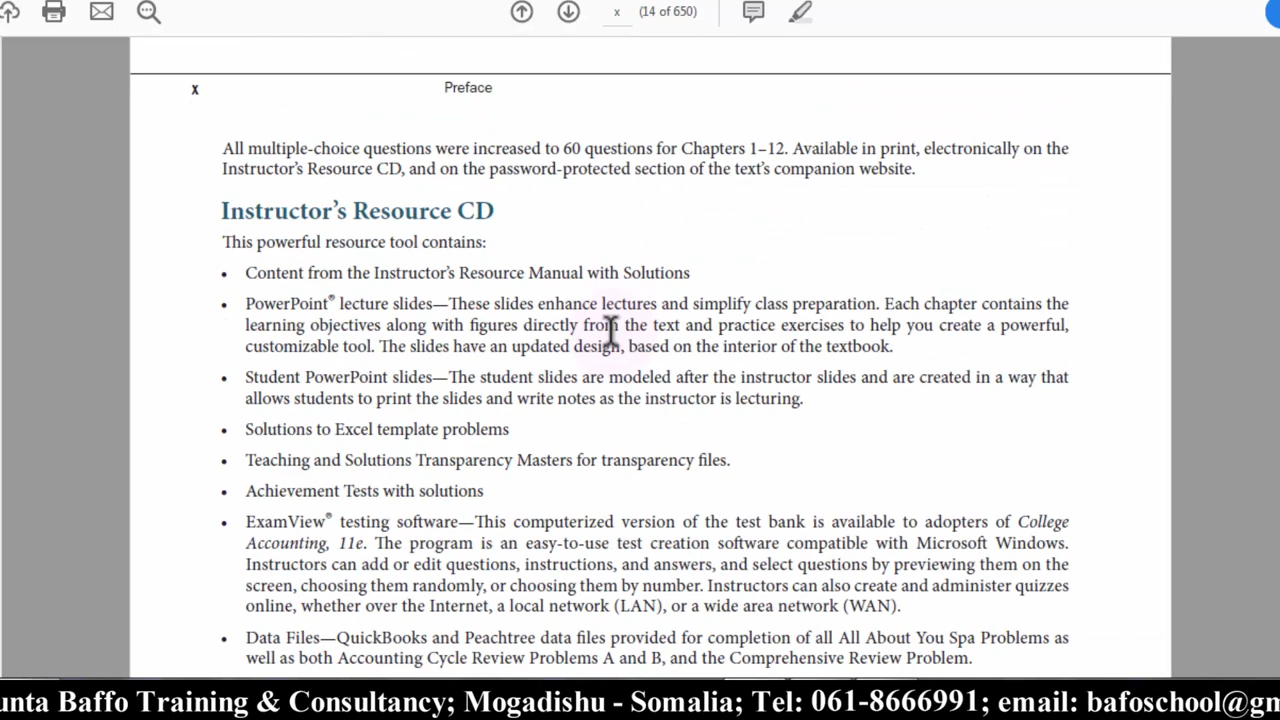 x
(14 of 650)
x
Preface
All multiple-choice questions were increased to 60 questions for Chapters 1–12. Available in print, electronically on the
Instructor's Resource CD, and on the password-protected section of the text's companion website.
Instructor's Resource CD
This powerful resource tool contains:
• Content from the Instructor's Resource Manual with Solutions
• PowerPoint® lecture slides—These slides enhance lectures and simplify class preparation. Each chapter contains the
learning objectives along with figures directly from the text and practice exercises to help you create a powerful,
customizable tool. The slides have an updated design, based on the interior of the textbook.
• Student PowerPoint slides—The student slides are modeled after the instructor slides and are created in a way that
allows students to print the slides and write notes as the instructor is lecturing.
• Solutions to Excel template problems
• Teaching and Solutions Transparency Masters for transparency files.
• Achievement Tests with solutions
• ExamView® testing software—This computerized version of the test bank is available to adopters of College
Accounting, 11e. The program is an easy-to-use test creation software compatible with Microsoft Windows.
Instructors can add or edit questions, instructions, and answers, and select questions by previewing them on the
screen, choosing them randomly, or choosing them by number. Instructors can also create and administer quizzes
online, whether over the Internet, a local network (LAN), or a wide area network (WAN).
• Data Files—QuickBooks and Peachtree data files provided for completion of all All About You Spa Problems as
well as both Accounting Cycle Review Problems A and B, and the Comprehensive Review Problem.
unta Baffo Training & Consultancy; Mogadishu - Somalia; Tel: 061-8666991; email: bafoschool@gm